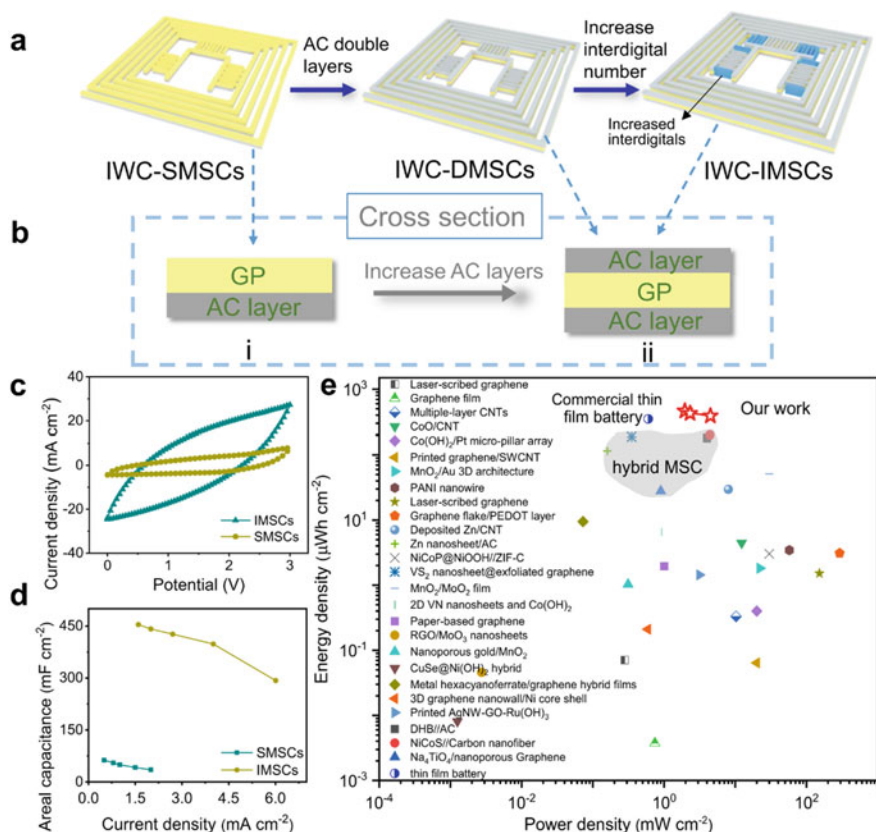 a
AC double
layers
Increase
interdigital
number
Increased
interdigitals
IWC-SMSCs
IWC-DMSCs
IWC-IMSCs
Cross section
b
GP
AC layer
Increase AC layers
AC layer
GP
AC layer
i
ii
c
Current density (mA cm⁻²)
40
20
0
-20
-40
0
1
2
3
Potential (V)
IMSCs
SMSCs
d
Areal capacitance (mF cm⁻²)
450
300
150
0
0.0
1.5
3.0
4.5
6.0
Current density (mA cm⁻²)
SMSCs
IMSCs
e
Energy density (µWh cm⁻²)
10³
10¹
10⁻¹
10⁻³
10⁻⁴
10⁻²
10⁰
10²
Power density (mW cm⁻²)
Laser-scribed graphene
Graphene film
Multiple-layer CNTs
CoO/CNT
Co(OH)₂/Pt micro-pillar array
Printed graphene/SWCNT
MnO₂/Au 3D architecture
PANI nanowire
Laser-scribed graphene
Graphene flake/PEDOT layer
Deposited Zn/CNT
Zn nanosheet/AC
NiCoP@NiOOH//ZIF-C
VS₂ nanosheet@exfoliated graphene
MnO₂/MoO₂ film
2D VN nanosheets and Co(OH)₂
Paper-based graphene
RGO/MoO₃ nanosheets
Nanoporous gold/MnO₂
CuSe@Ni(OH)₂ hybrid
Metal hexacyanoferrate/graphene hybrid films
3D graphene nanowall/Ni core shell
Printed AgNW-GO-Ru(OH)₃
DHB//AC
NiCoS//Carbon nanofiber
Na₄TiO₄/nanoporous Graphene
thin film battery
Commercial thin
film battery
Our work
hybrid MSC